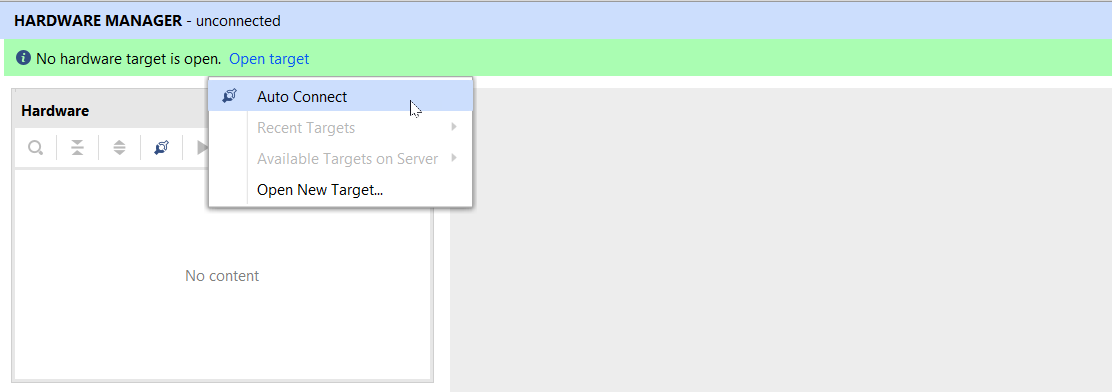 HARDWARE MANAGER - unconnected
No hardware target is open. Open target
Auto Connect
Hardware
Recent Targets
Available Targets on Server
Open New Target...
No content